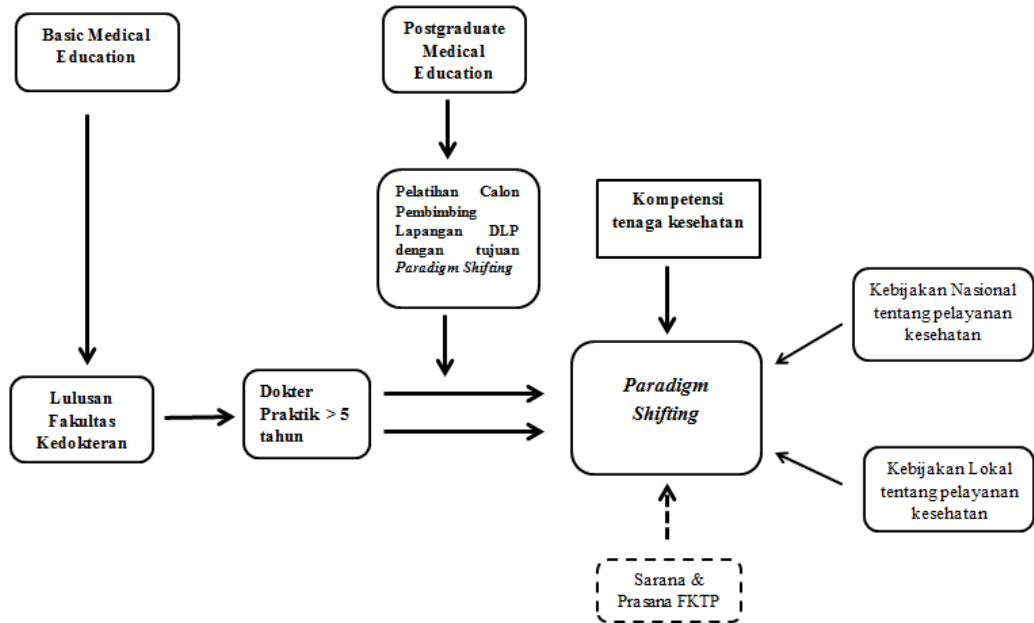 Basic Medical
Education
Postgraduate
Medical
Education
Pelatihan Calon
Pembimbing
Lapangan DLP
dengan tujuan
Paradigm Shifting
Kompetensi
tenaga kesehatan
Kebijakan Nasional
tentang pelayanan
kesehatan
Lulusan
Fakultas
Kedokteran
Dokter
Praktik > 5
tahun
Paradigm
Shifting
Kebijakan Lokal
tentang pelayanan
kesehatan
Sarana &
Prasana FKTP